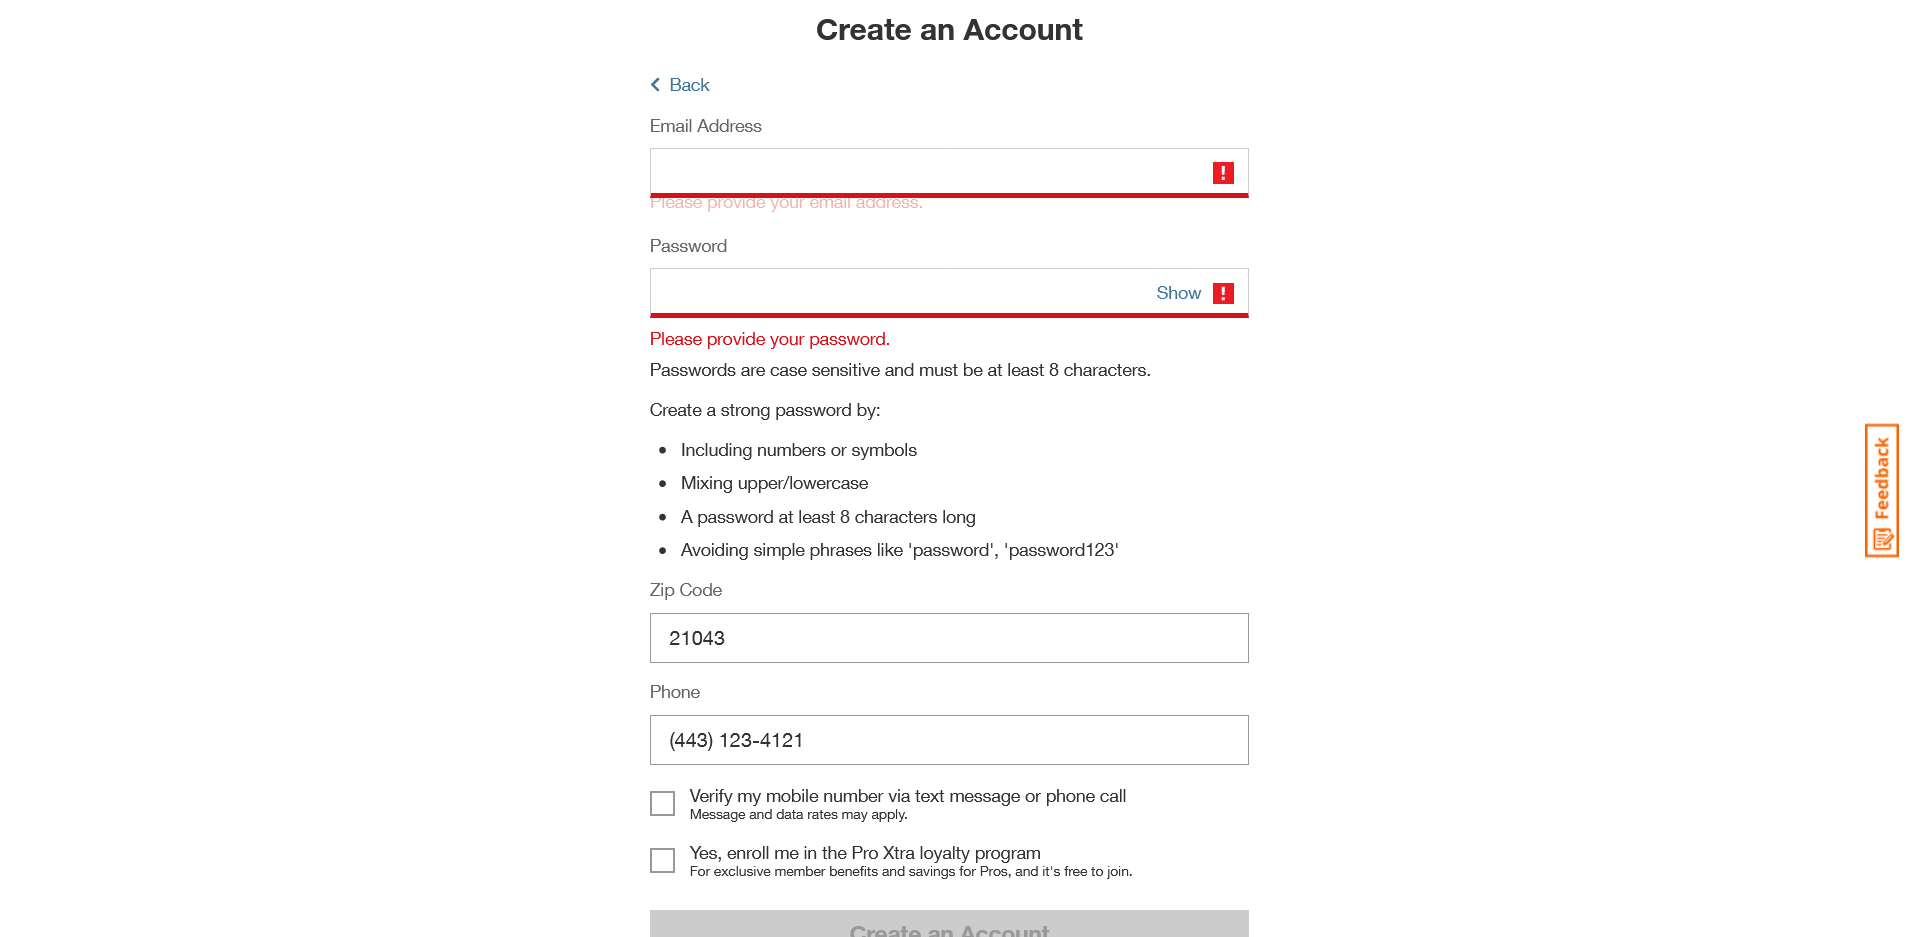 Create an Account
Back
Email Address
Please provide your email address.
Password
Show
Please provide your password.
Passwords are case sensitive and must be at least 8 characters.
Create a strong password by:
Including numbers or symbols
Mixing upper/lowercase
A password at least 8 characters long
Avoiding simple phrases like 'password', 'password123'
Zip Code
21043
Phone
(443) 123-4121
Verify my mobile number via text message or phone call
Message and data rates may apply.
Yes, enroll me in the Pro Xtra loyalty program
For exclusive member benefits and savings for Pros, and it's free to join.
Create an Account
Feedback